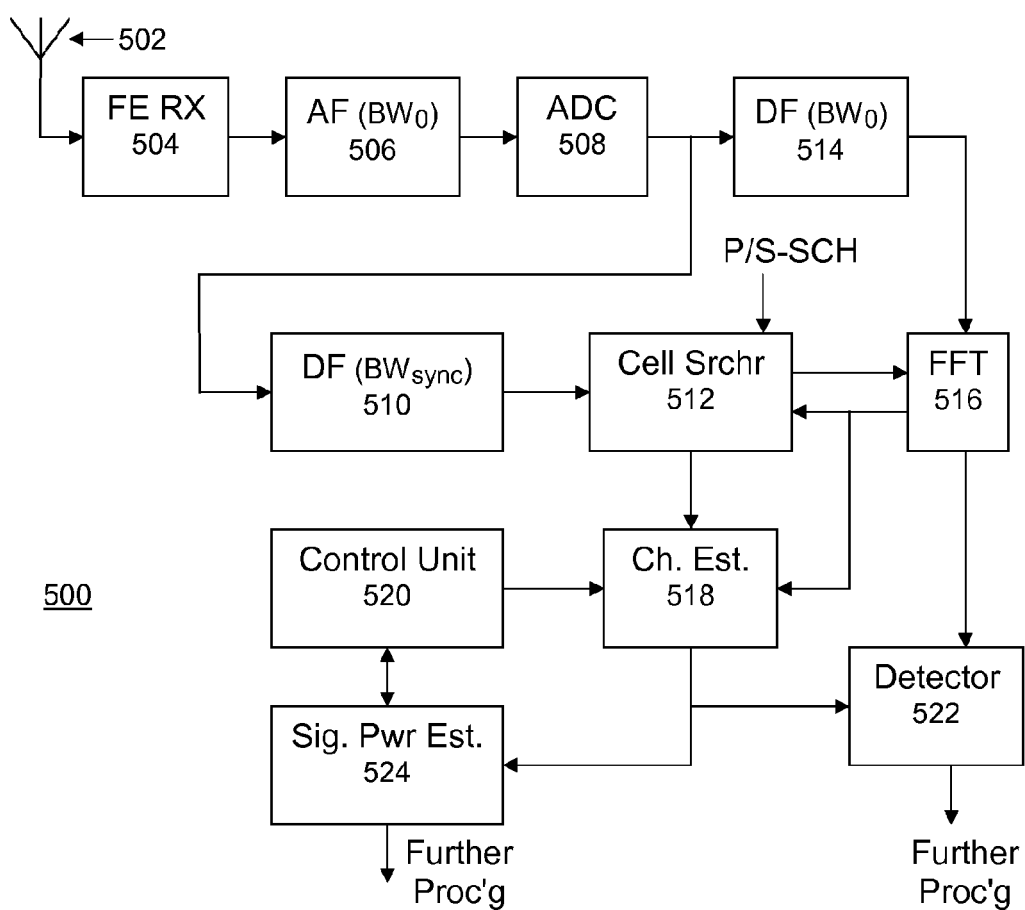 502
FE RX
504
AF (BW0)
506
ADC
508
DF (BW0)
514
P/S-SCH
DF (BWsync)
510
Cell Srchr
512
FFT
516
Control Unit
520
Ch. Est.
518
500
Detector
522
Sig. Pwr Est.
524
Further
Proc'g
Further
Proc'g